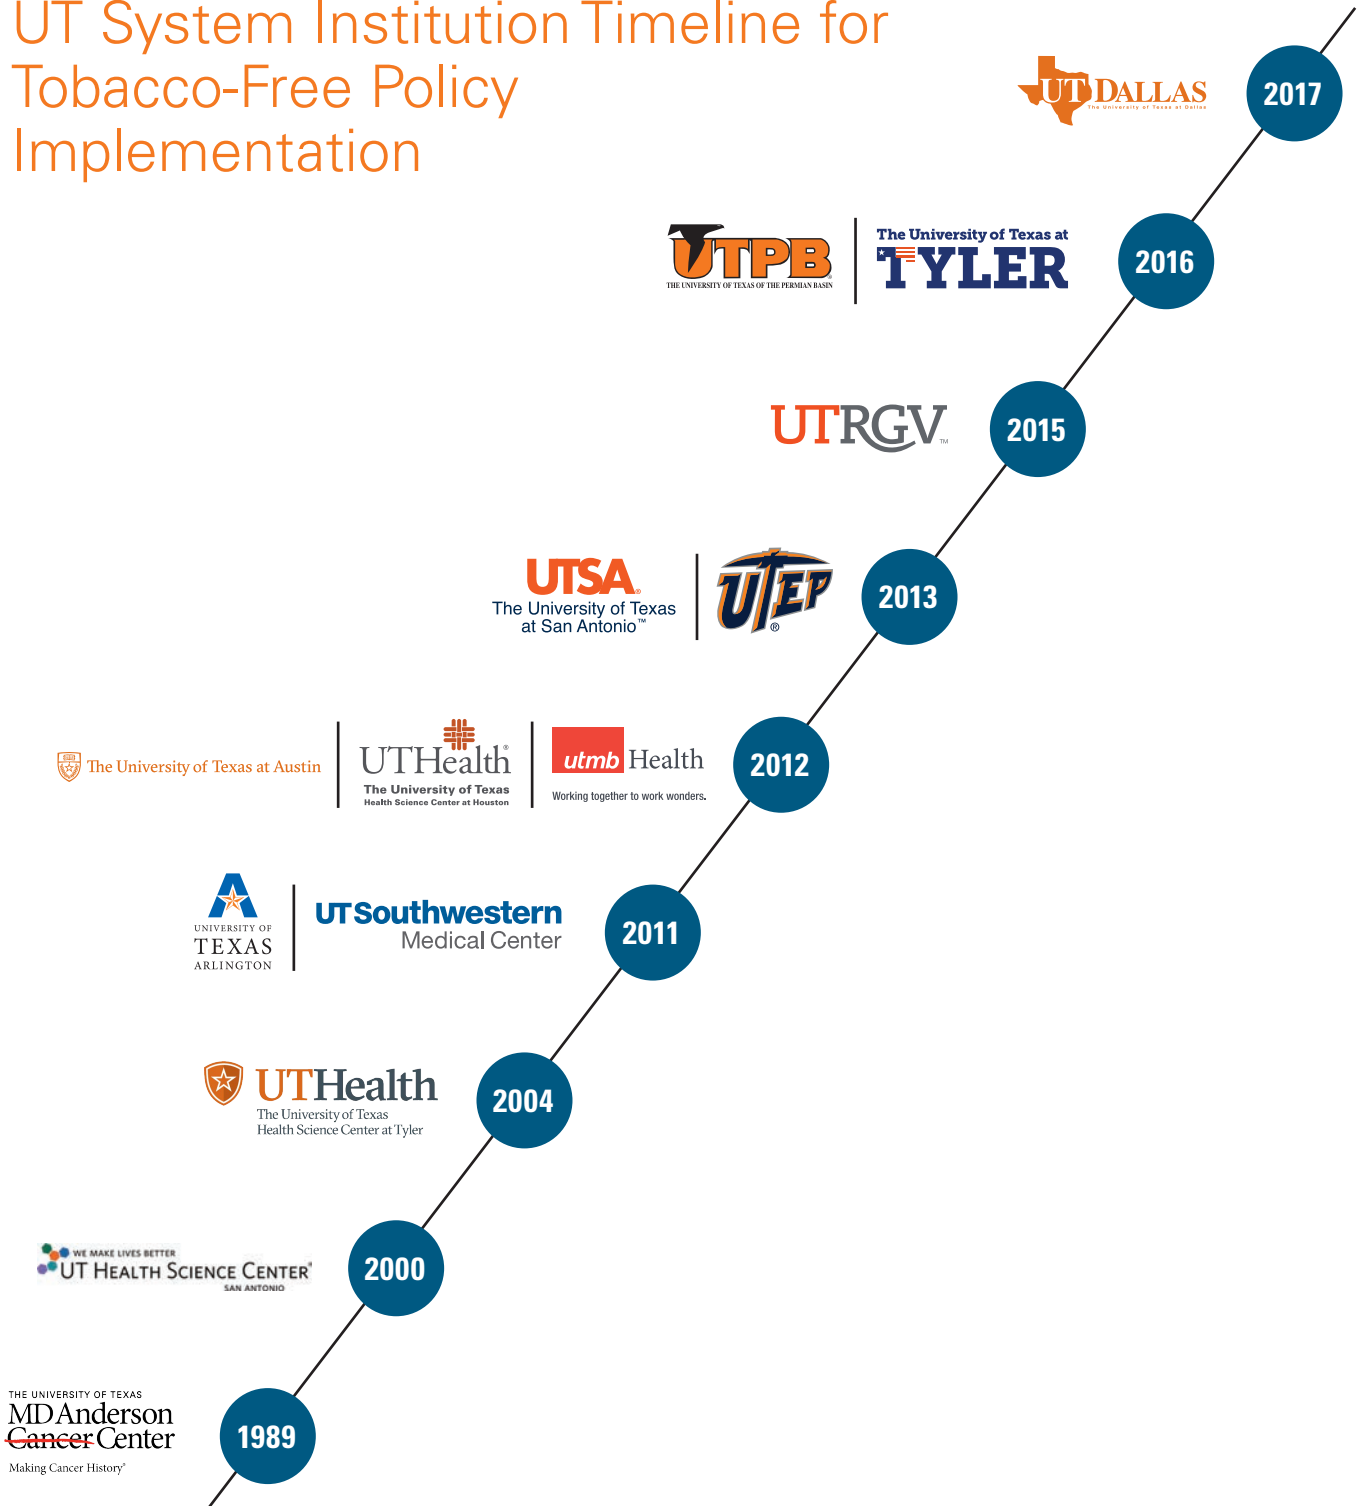 UT System Institution Timeline for
Tobacco-Free Policy
Implementation
UT DALLAS
The University of Texas at Dallas
2017
UTPB
THE UNIVERSITY OF TEXAS OF THE PERMIAN BASIN
The University of Texas at
TYLER
2016
UTRGV™
2015
UTSA®
The University of Texas
at San Antonio™
UTEP
®
2013
The University of Texas at Austin
UTHealth®
The University of Texas
Health Science Center at Houston
utmb Health
Working together to work wonders.
2012
UNIVERSITY OF
TEXAS
ARLINGTON
UT Southwestern
Medical Center
2011
UTHealth
The University of Texas
Health Science Center at Tyler
2004
WE MAKE LIVES BETTER
UT HEALTH SCIENCE CENTER®
SAN ANTONIO
2000
THE UNIVERSITY OF TEXAS
MD Anderson
Cancer Center
Making Cancer History®
1989